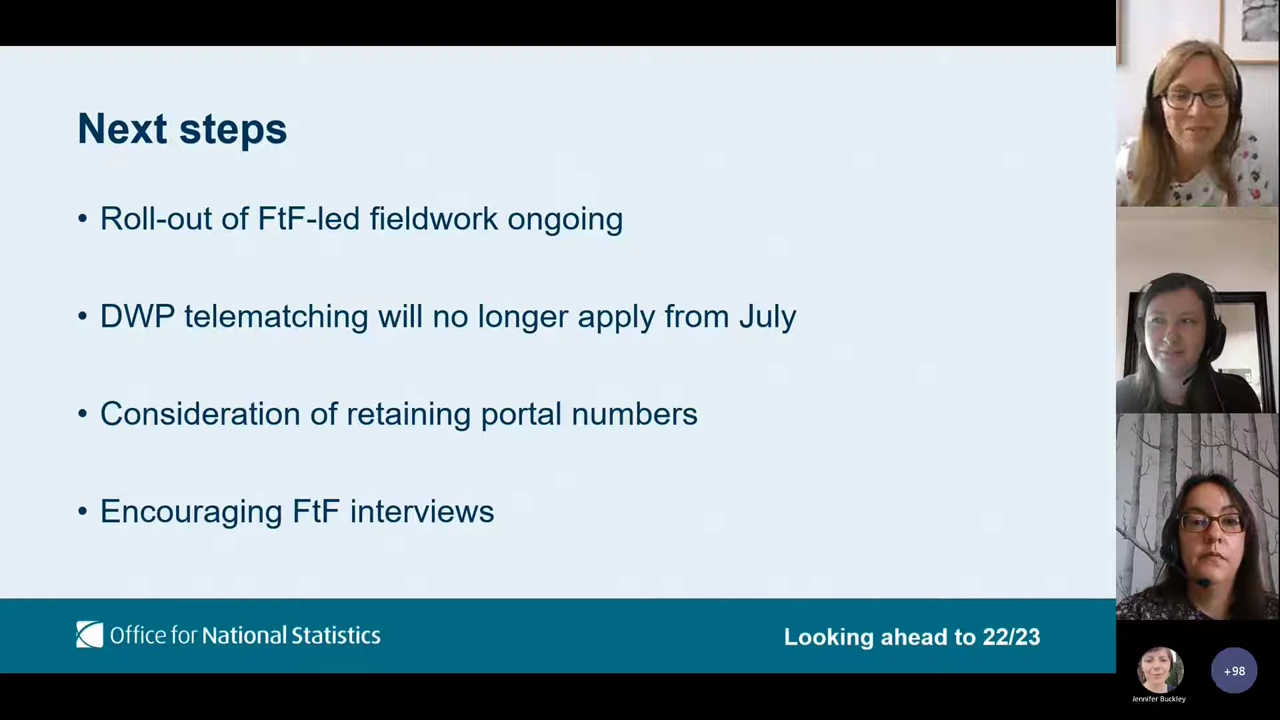 Next steps
• Roll-out of FtF-led fieldwork ongoing
• DWP telematching will no longer apply from July
• Consideration of retaining portal numbers
• Encouraging FtF interviews
Office for National Statistics
Looking ahead to 22/23
+98
Jennifer Buckley